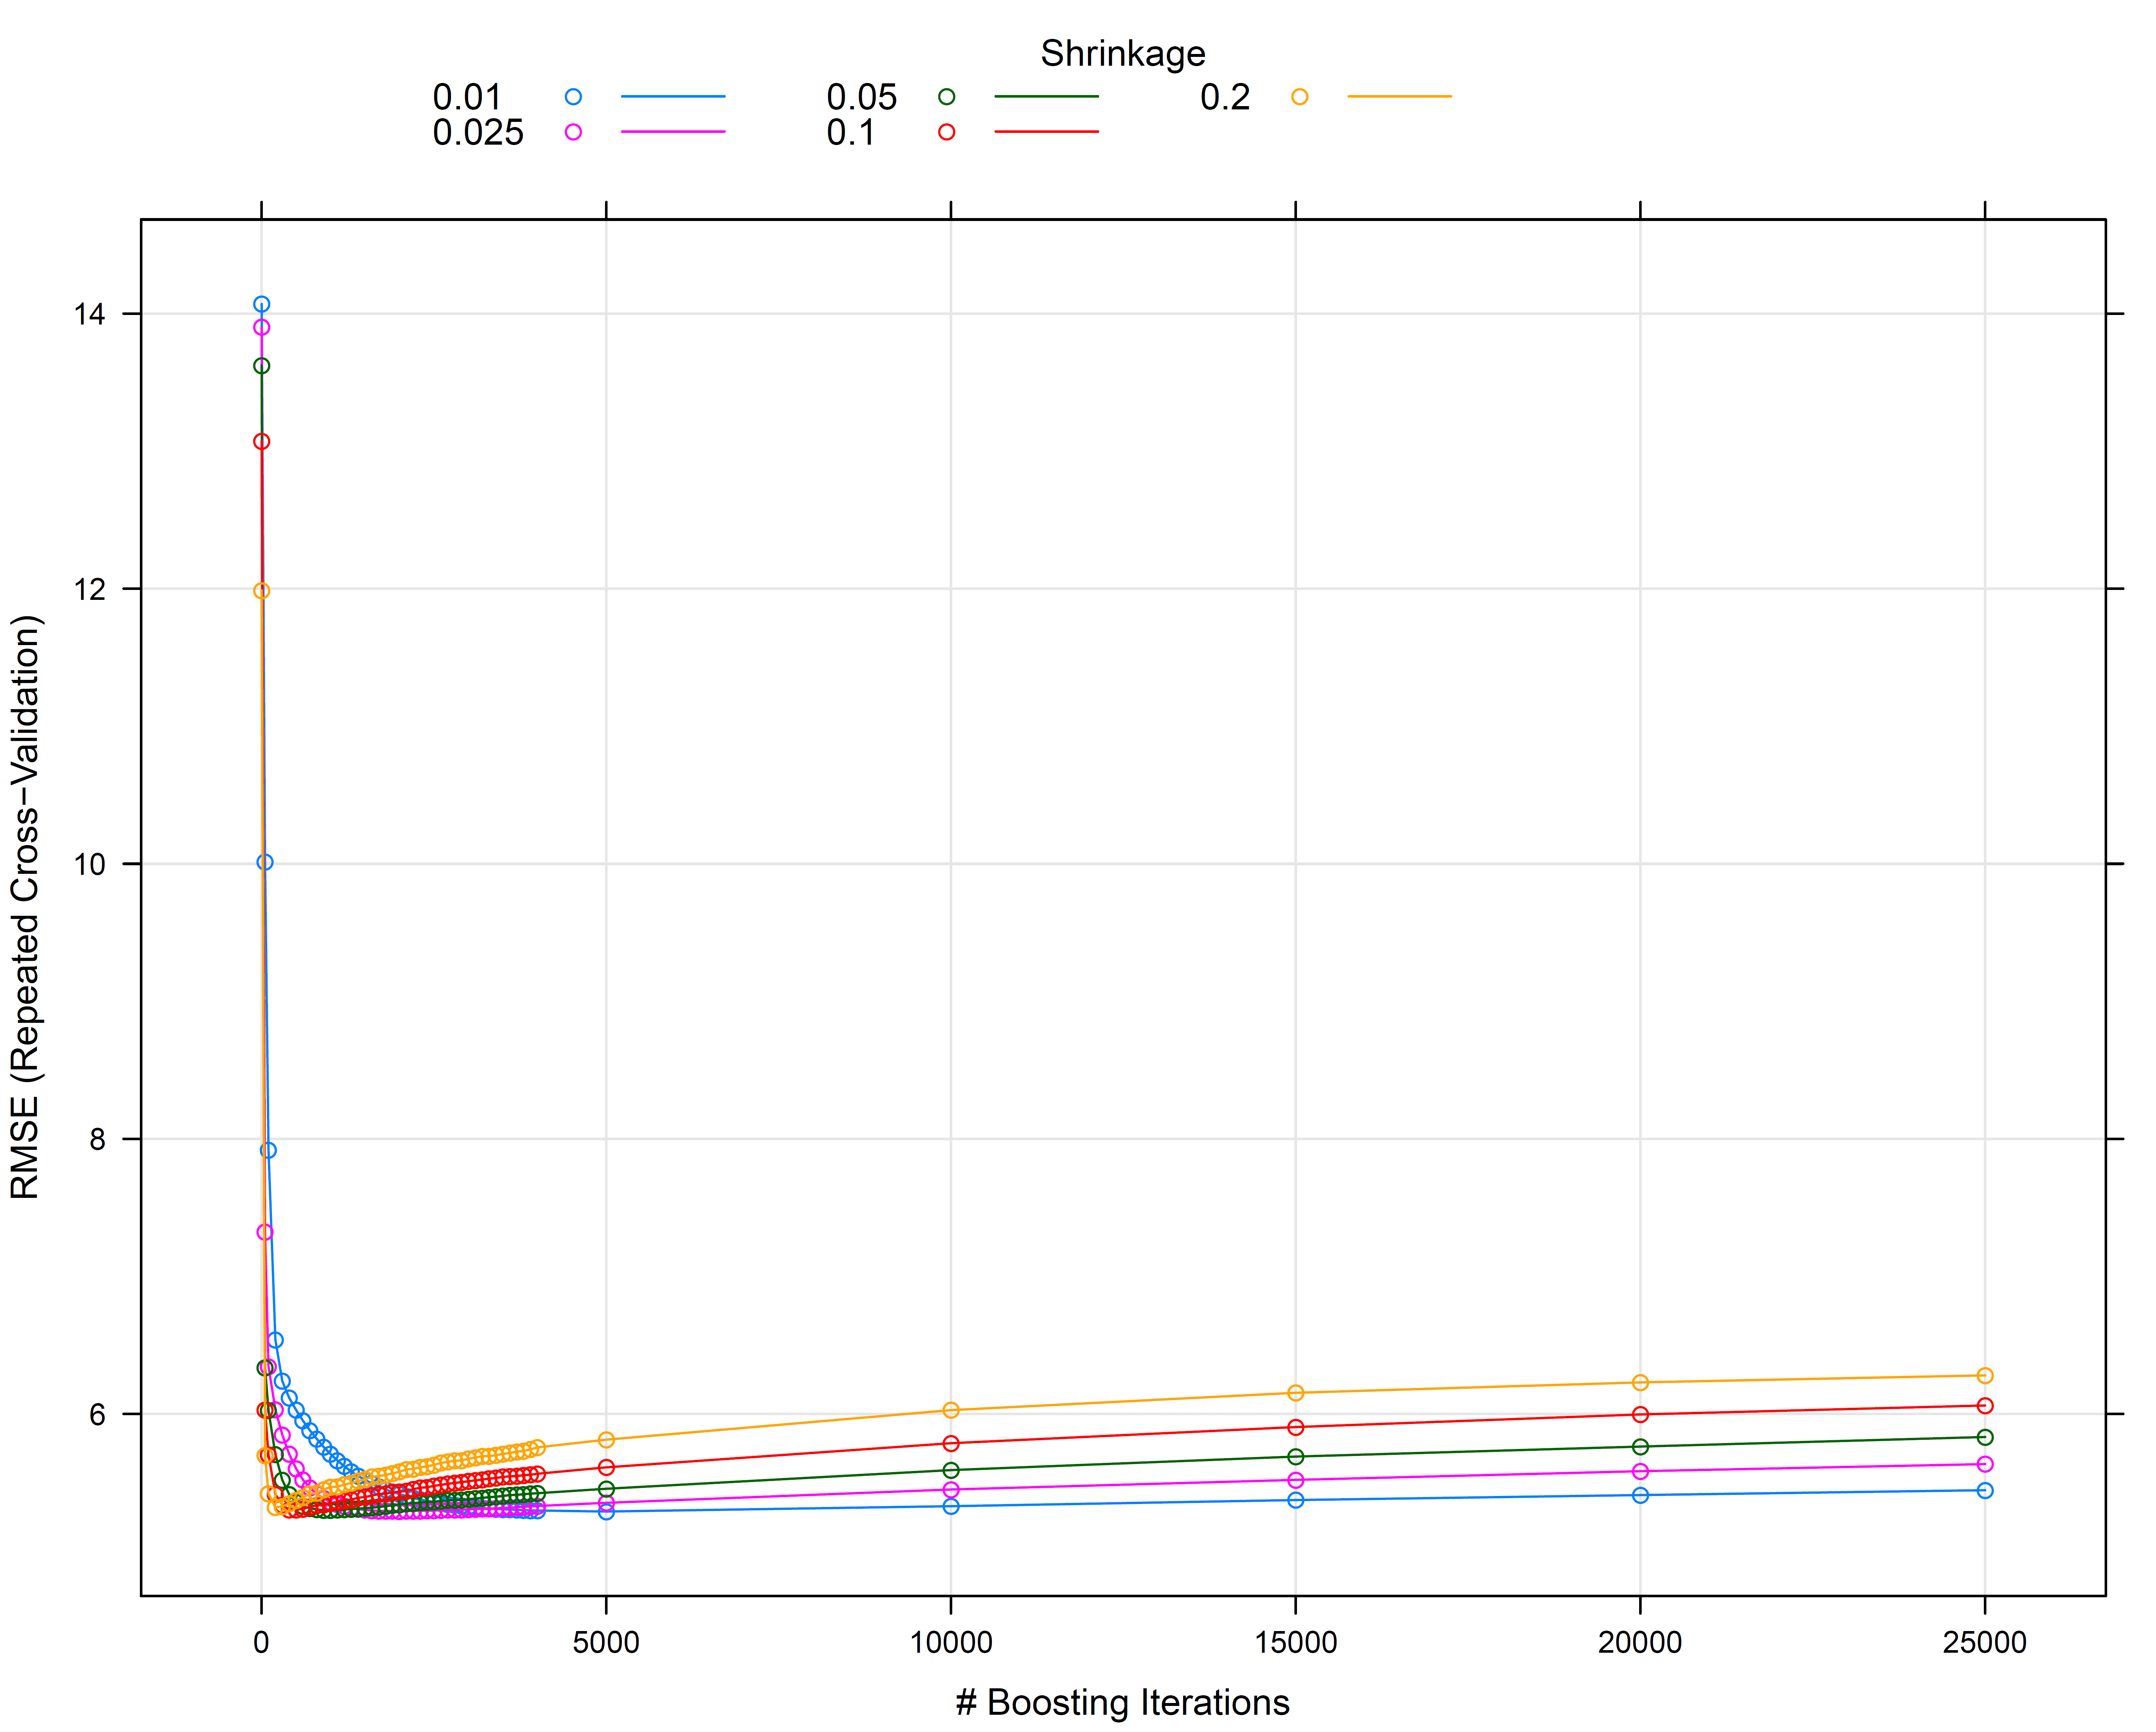 Shrinkage
0.01 0.05 0.2
0.025 0.1
14
12
10
8
6
RMSE (Repeated Cross−Validation)
0 5000 10000 15000 20000 25000
# Boosting Iterations